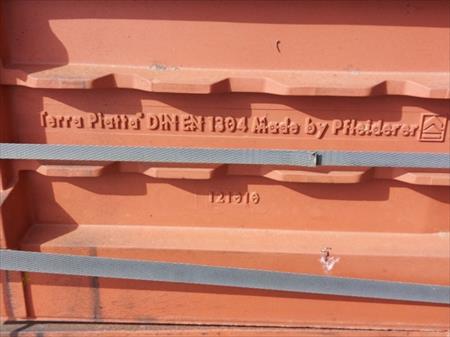 Terra Piatta® DIN EN 1304 Made by Pfleiderer
121010